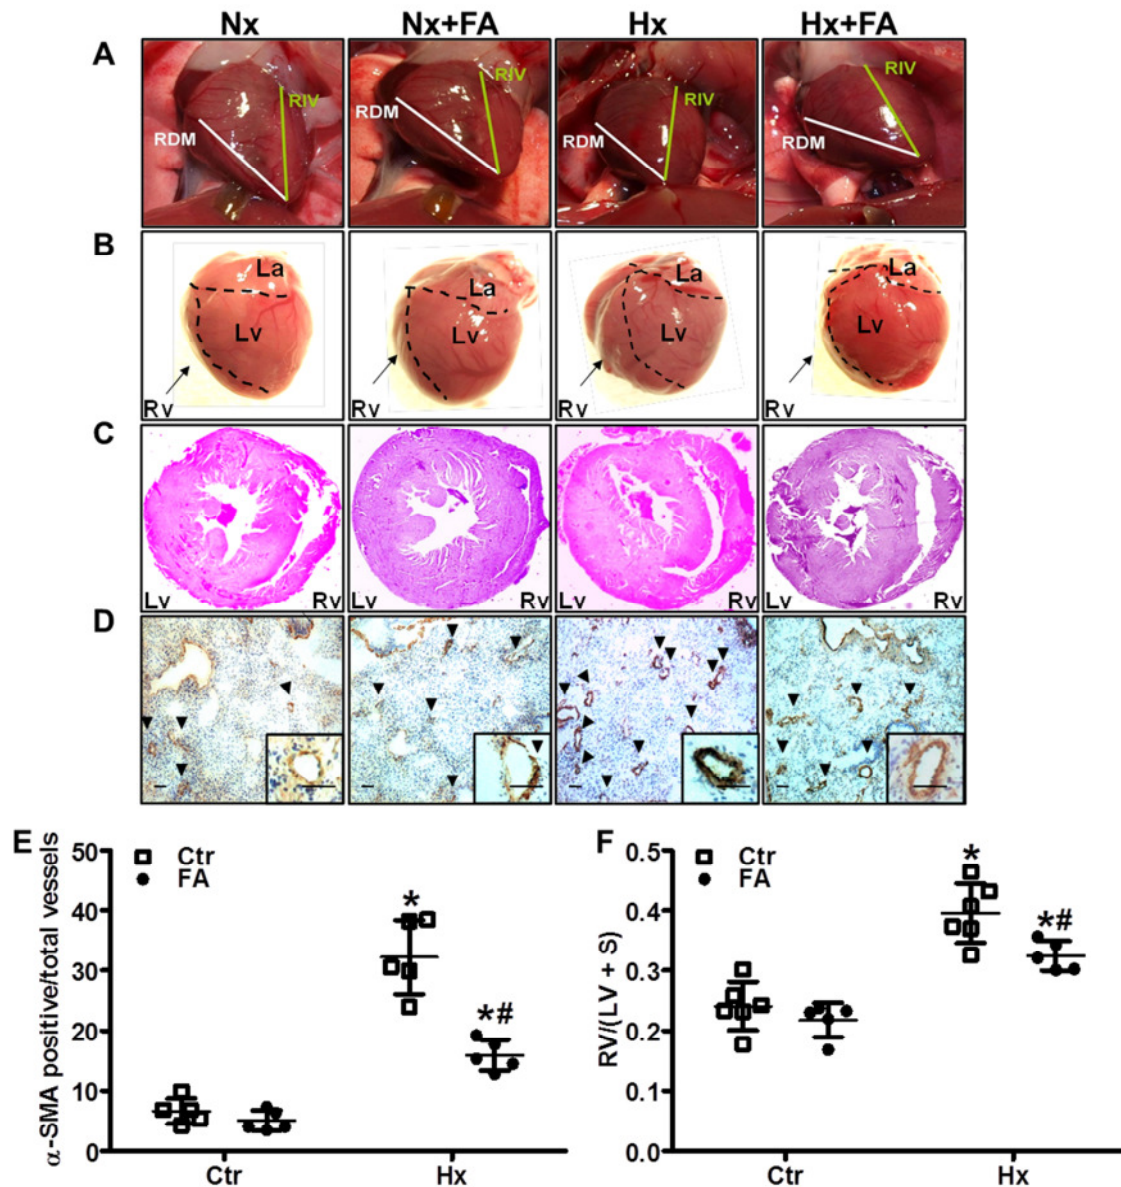 Nx Nx+FA Hx Hx+FA
A
RIV RIV RIV RIV
RDM RDM RDM RDM
B
La La La La
Lv Lv Lv Lv
Rv Rv Rv Rv
C
Lv Rv Lv Rv Lv Rv Lv Rv
D
E
α-SMA positive/total vessels
50
40
30
20
10
0
Ctr
FA
*
*#
Ctr Hx
F
RV/(LV + S)
0.5
0.4
0.3
0.2
0.1
0.0
Ctr
FA
*
*#
Ctr Hx